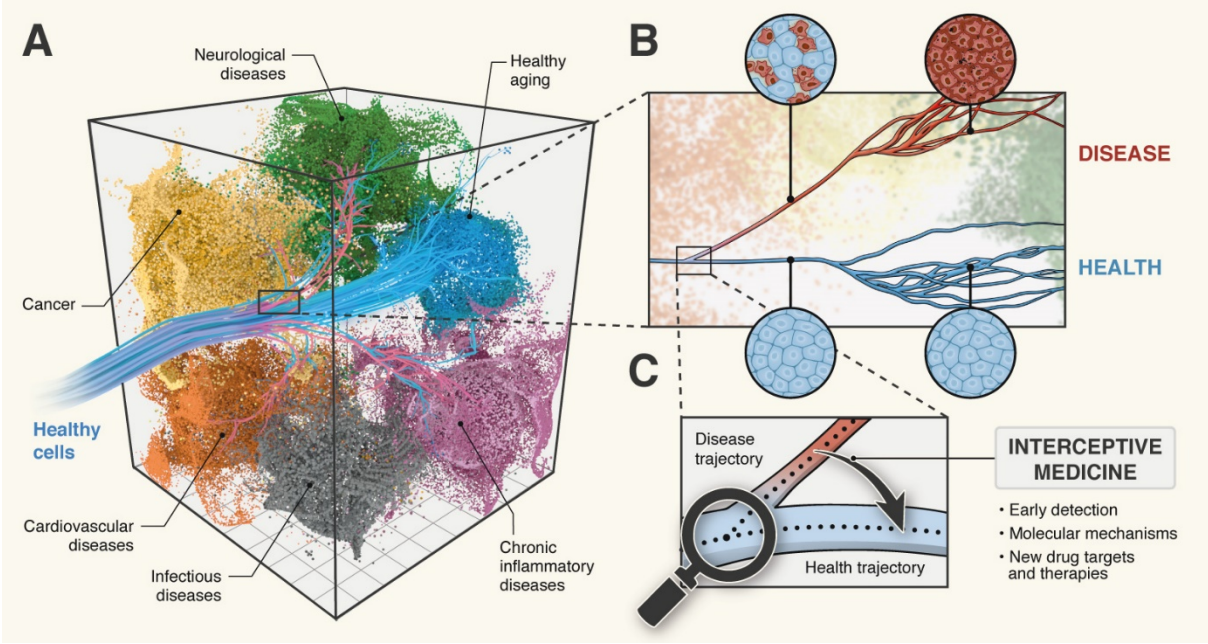 A
Neurological
diseases
Healthy
aging
Cancer
Healthy
cells
Cardiovascular
diseases
Infectious
diseases
Chronic
inflammatory
diseases
B
DISEASE
HEALTH
C
Disease
trajectory
Health trajectory
INTERCEPTIVE
MEDICINE
• Early detection
• Molecular mechanisms
• New drug targets
and therapies